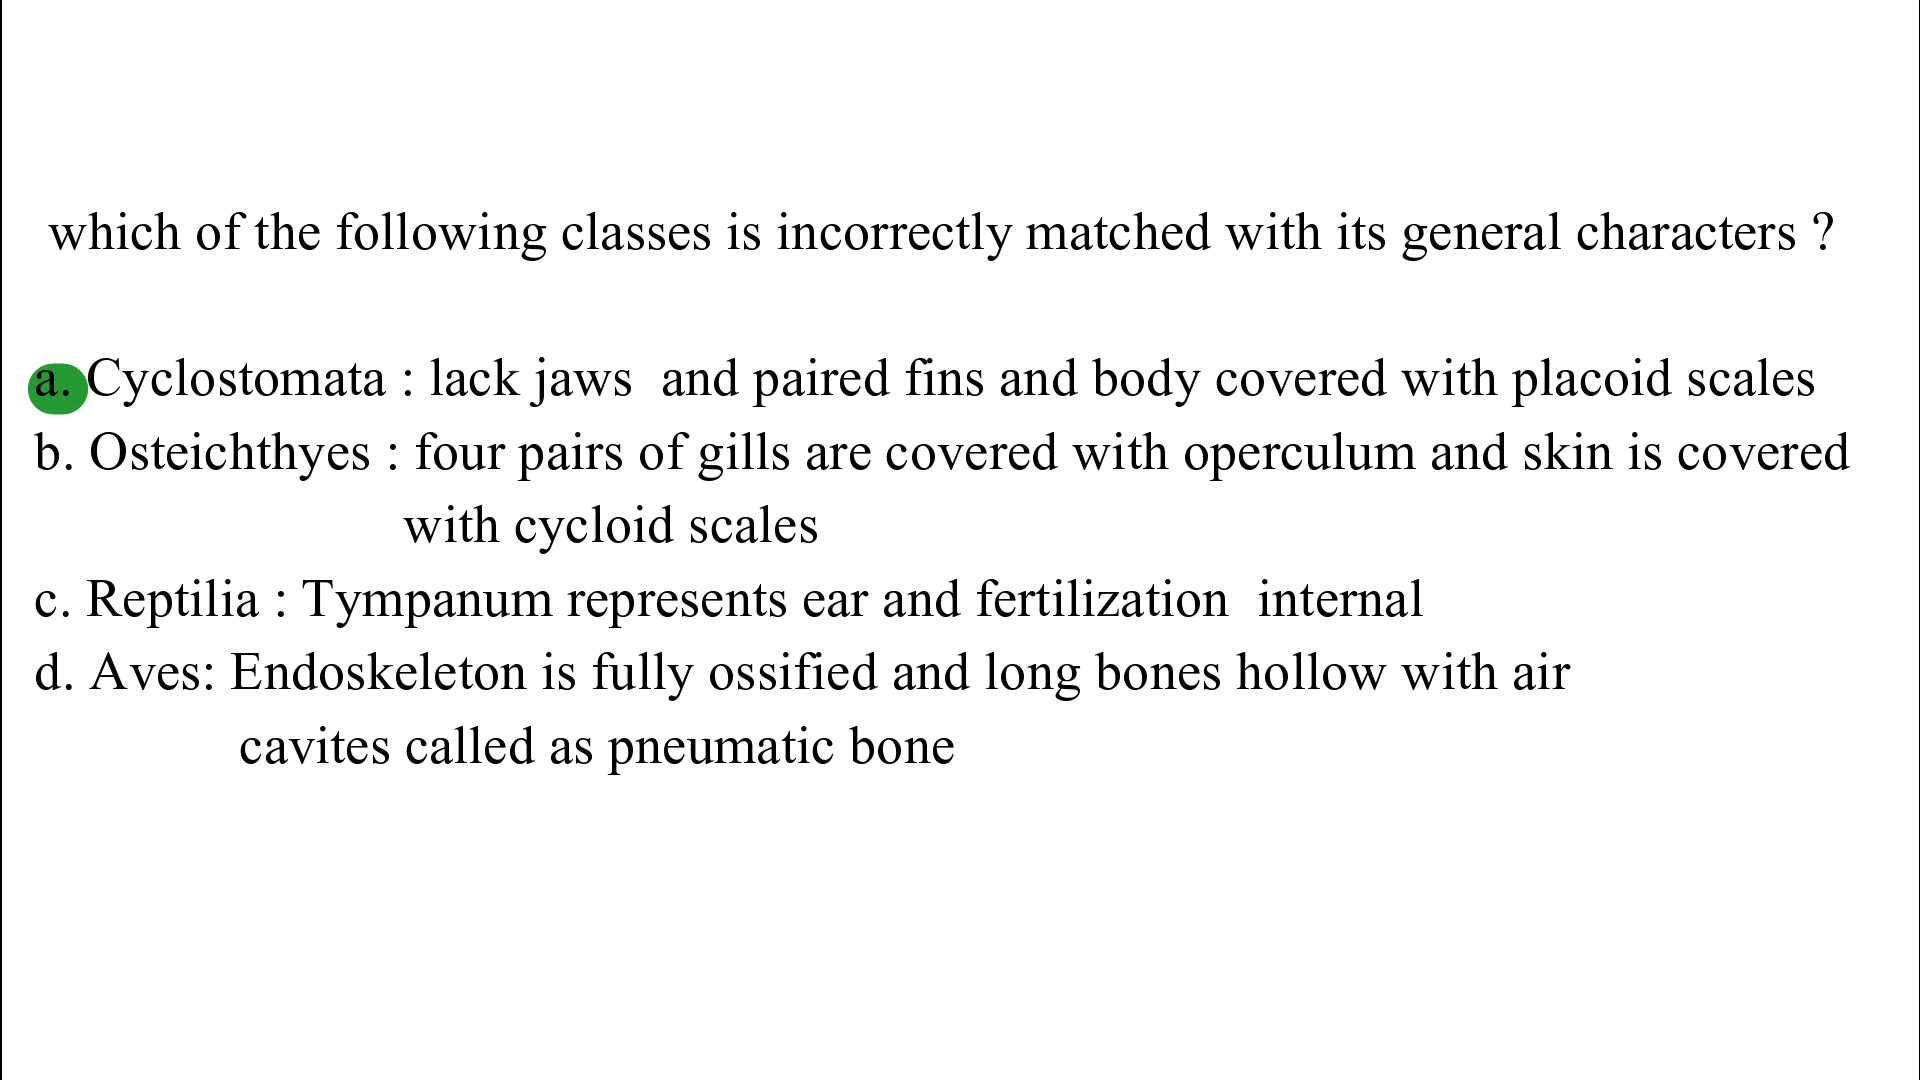 which of the following classes is incorrectly matched with its general characters ?
a. Cyclostomata : lack jaws  and paired fins and body covered with placoid scales
b. Osteichthyes : four pairs of gills are covered with operculum and skin is covered
with cycloid scales
c. Reptilia : Tympanum represents ear and fertilization  internal
d. Aves: Endoskeleton is fully ossified and long bones hollow with air
cavites called as pneumatic bone